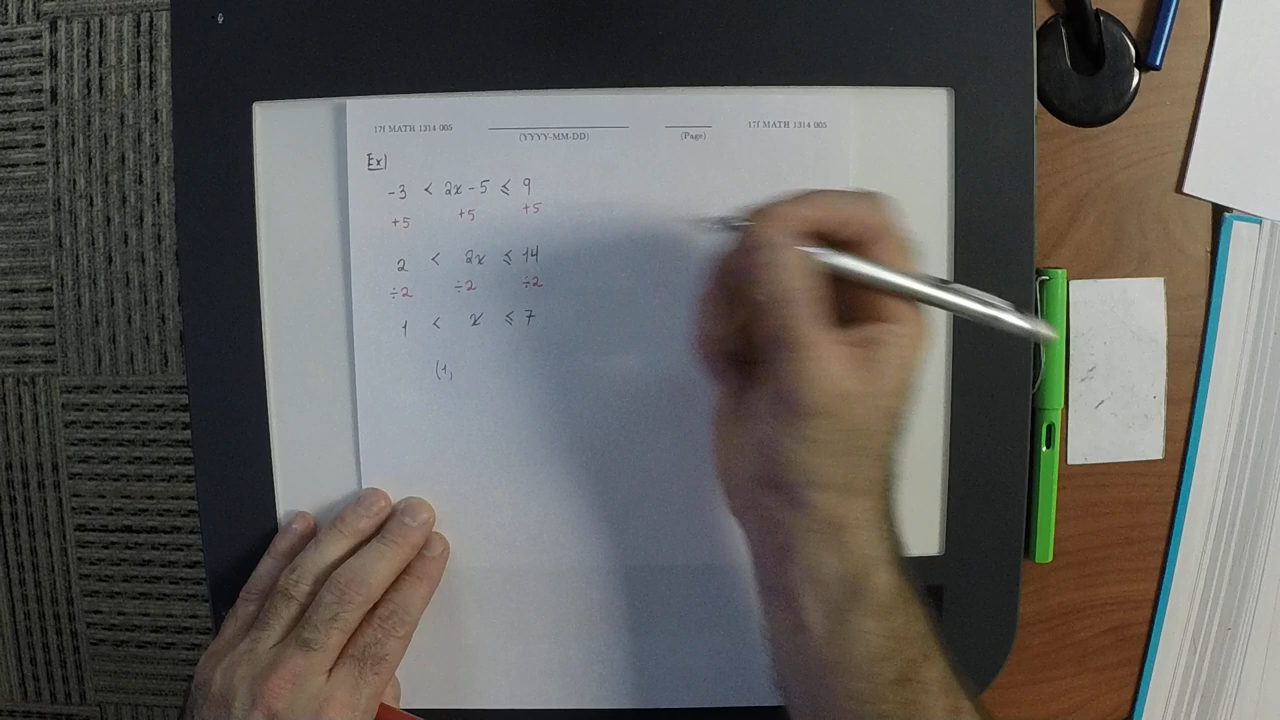 17f MATH 1314 005 (YYYY-MM-DD) (Page) 17f MATH 1314 005
Ex)
-3 < 2x - 5 ⩽ 9
+5 +5 +5
2 < 2x ⩽ 14
÷2 ÷2 ÷2
1 < x ⩽ 7
(1,